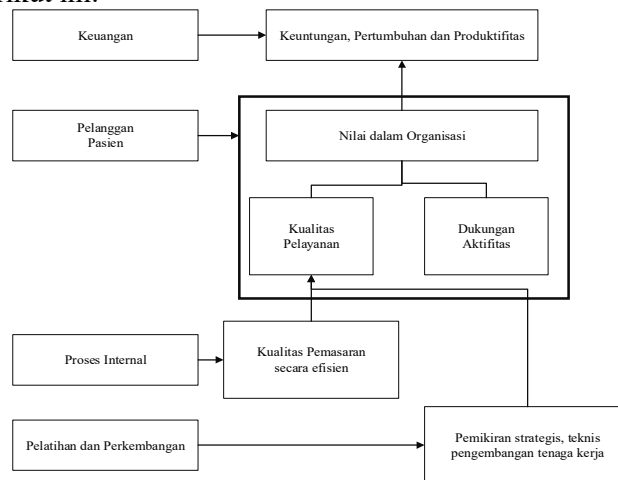 Keuangan
Keuntungan, Pertumbuhan dan Produktifitas
Pelanggan
Pasien
Nilai dalam Organisasi
Kualitas
Pelayanan
Dukungan
Aktifitas
Proses Internal
Kualitas Pemasaran
secara efisien
Pelatihan dan Perkembangan
Pemikiran strategis, teknis
pengembangan tenaga kerja